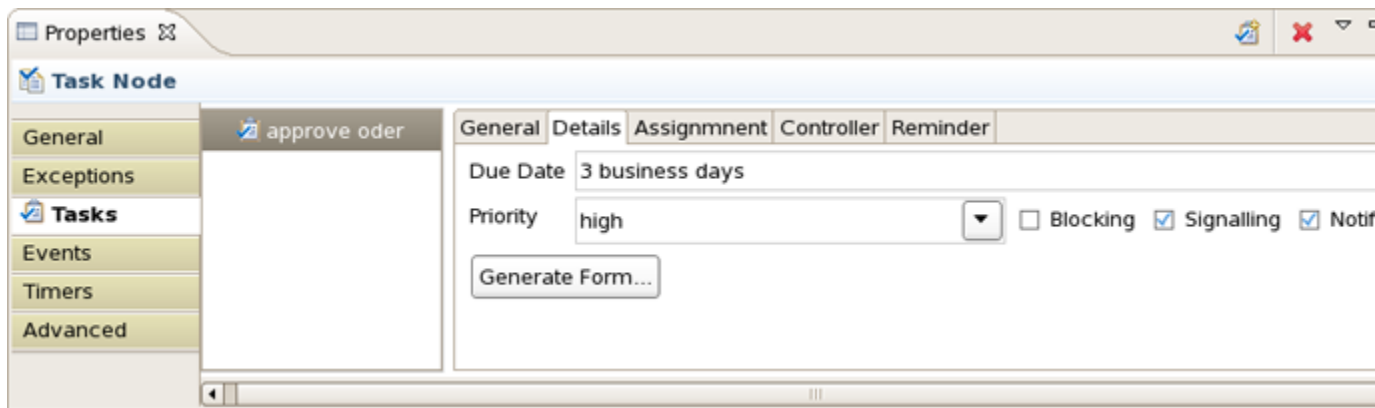 Properties
Task Node
General
Exceptions
Tasks
Events
Timers
Advanced
approve oder
General Details Assignmnent Controller Reminder
Due Date 3 business days
Priority high Blocking Signalling Notif
Generate Form...